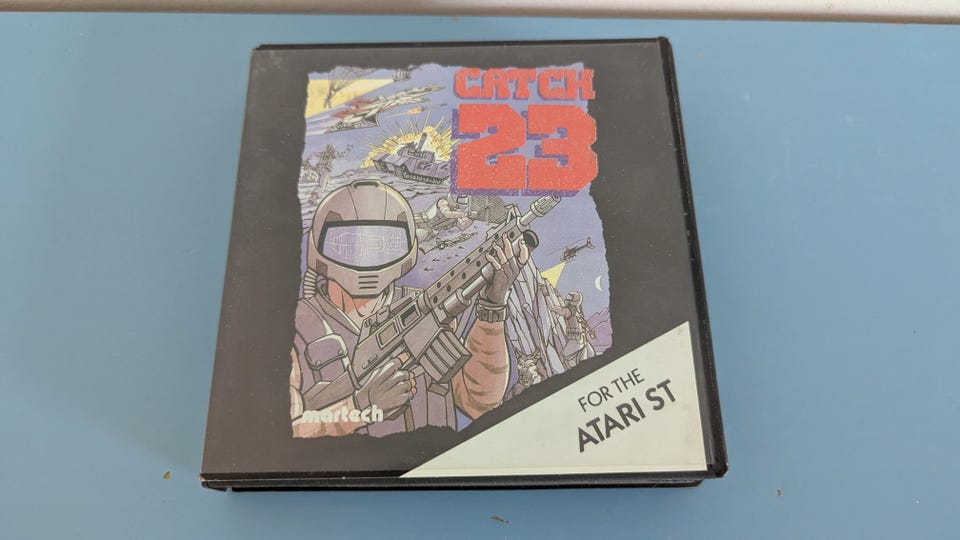 CATCH
23
martech
FOR THE
ATARI ST